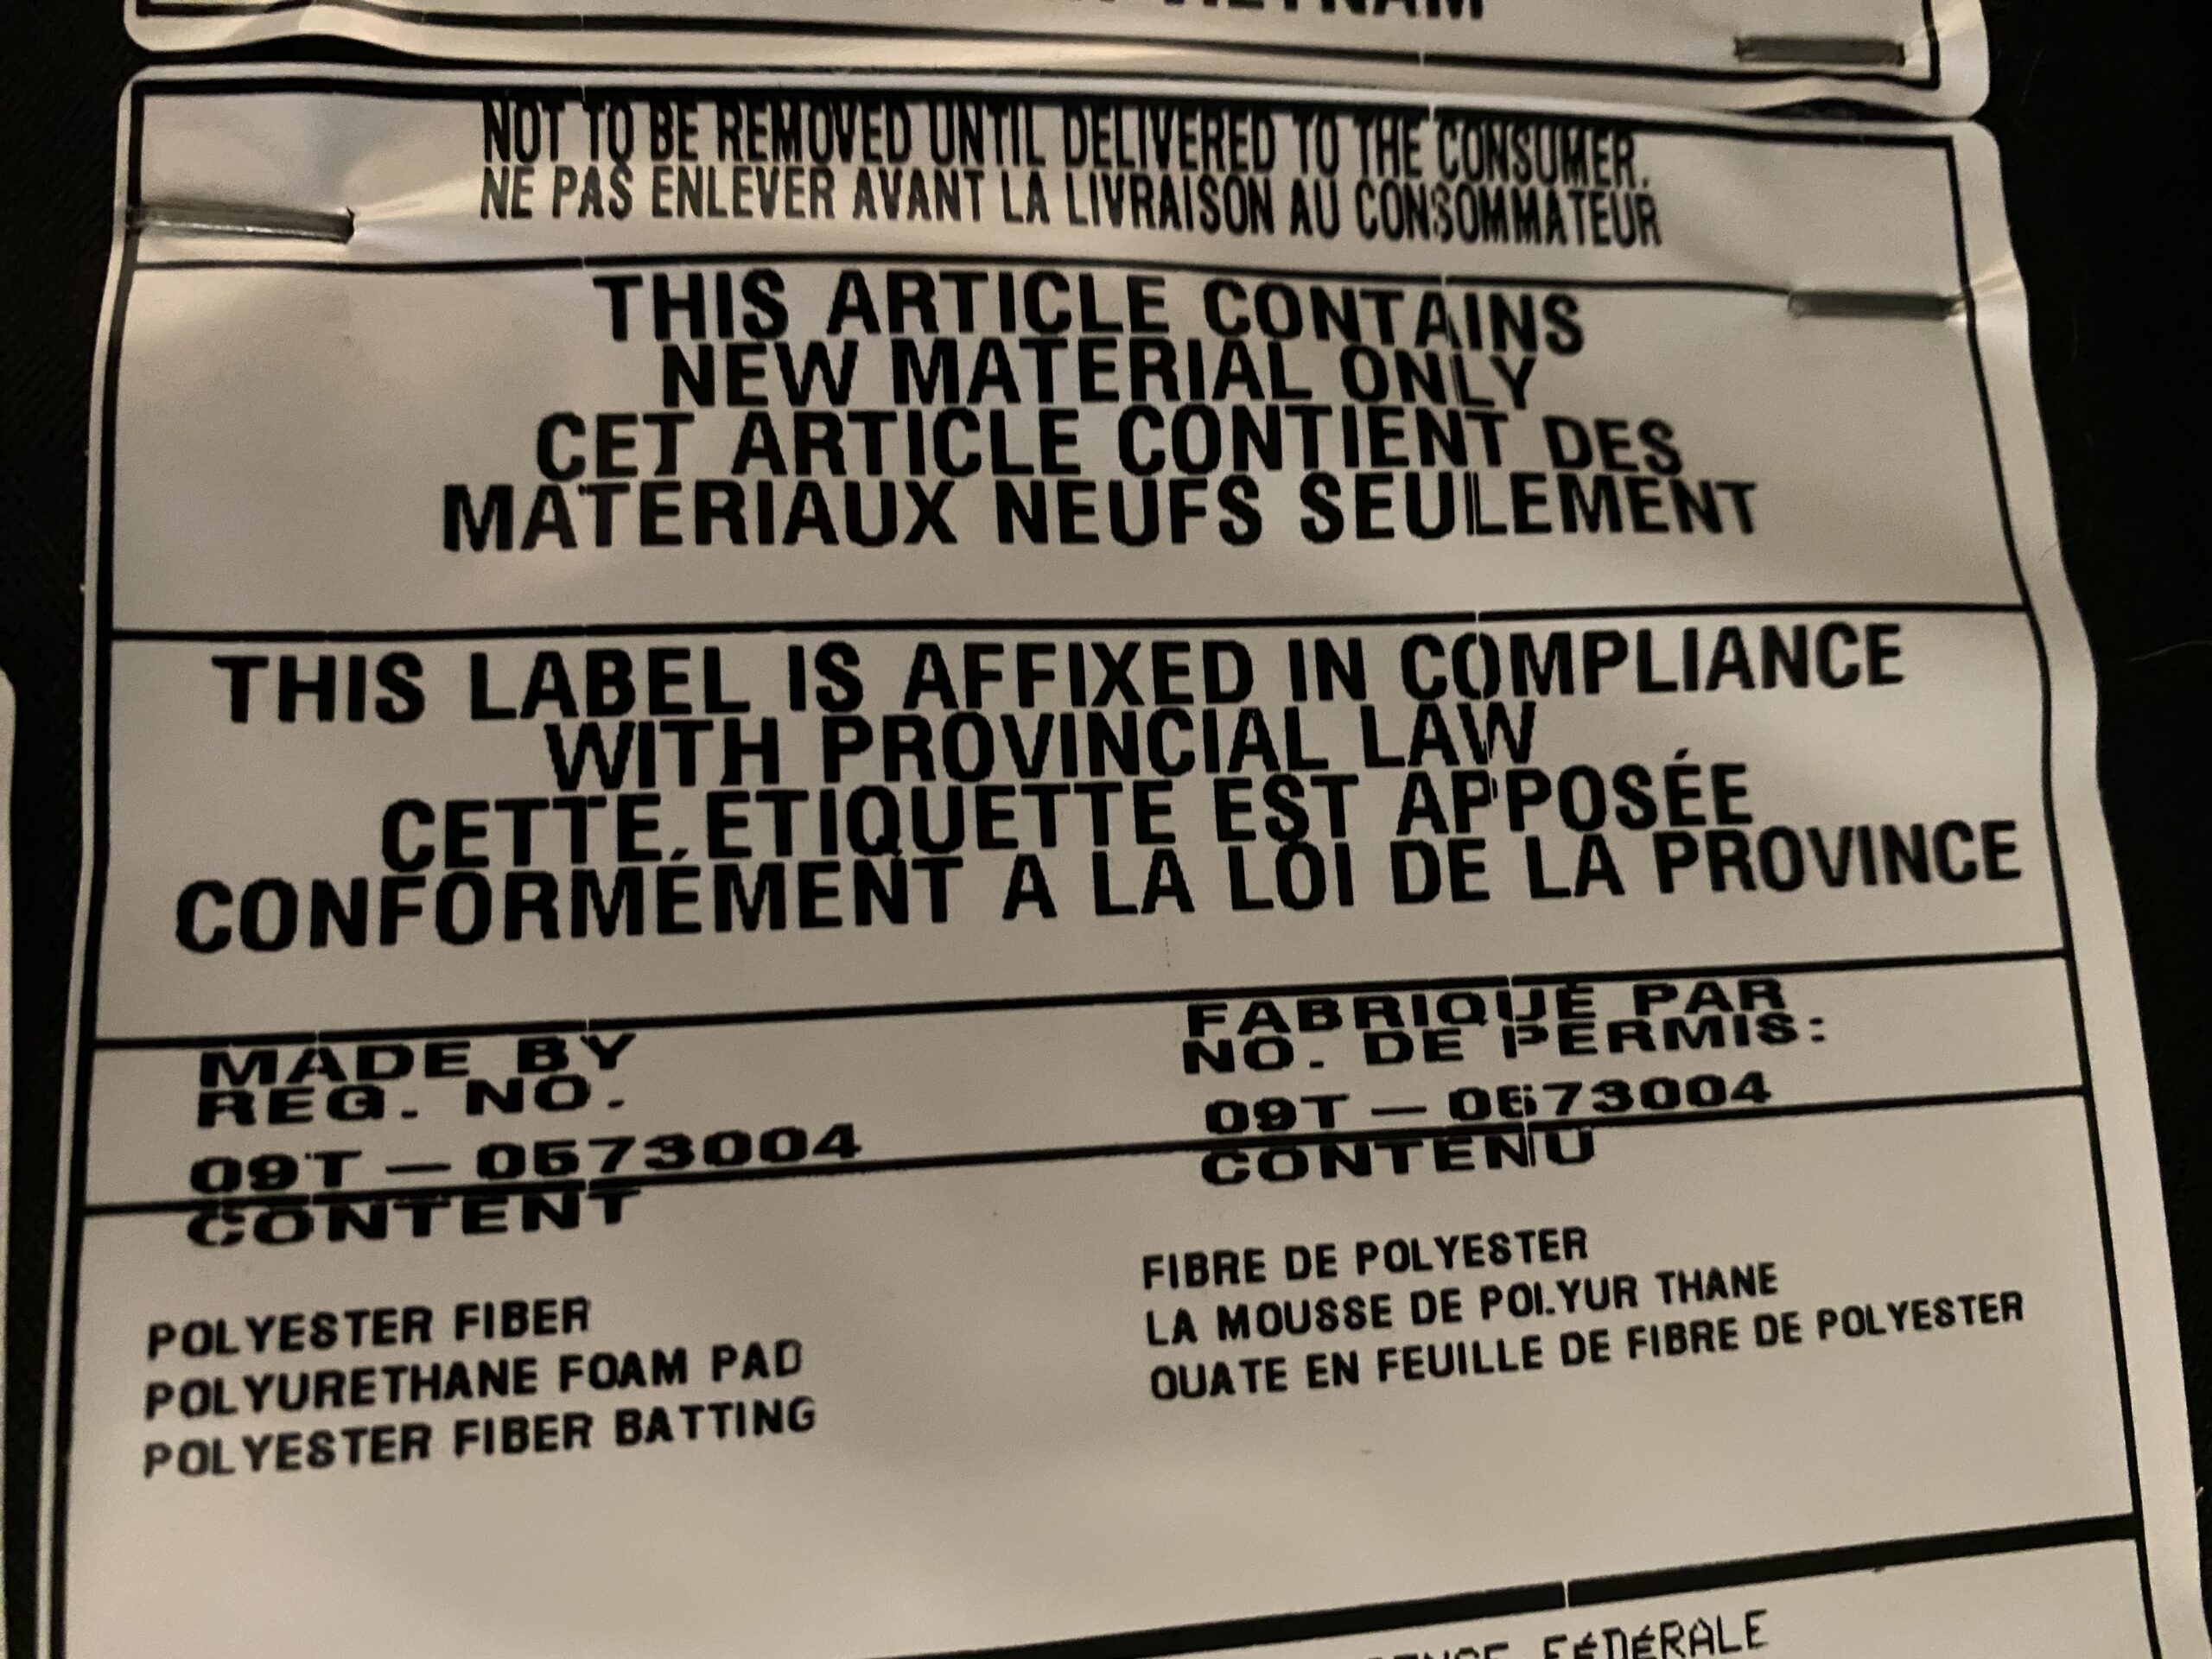 VIETNAM
NOT TO BE REMOVED UNTIL DELIVERED TO THE CONSUMER.
NE PAS ENLEVER AVANT LA LIVRAISON AU CONSOMMATEUR
THIS ARTICLE CONTAINS
NEW MATERIAL ONLY
CET ARTICLE CONTIENT DES
MATERIAUX NEUFS SEULEMENT
THIS LABEL IS AFFIXED IN COMPLIANCE
WITH PROVINCIAL LAW
CETTE ETIQUETTE EST APPOSÉE
CONFORMÉMENT A LA LOI DE LA PROVINCE
MADE BY
REG. NO.
09T — 0573004
FABRIQUÉ PAR
NO. DE PERMIS:
09T — 0573004
CONTENT
POLYESTER FIBER
POLYURETHANE FOAM PAD
POLYESTER FIBER BATTING
CONTENU
FIBRE DE POLYESTER
LA MOUSSE DE POLYUR THANE
OUATE EN FEUILLE DE FIBRE DE POLYESTER
FÉDÉRALE